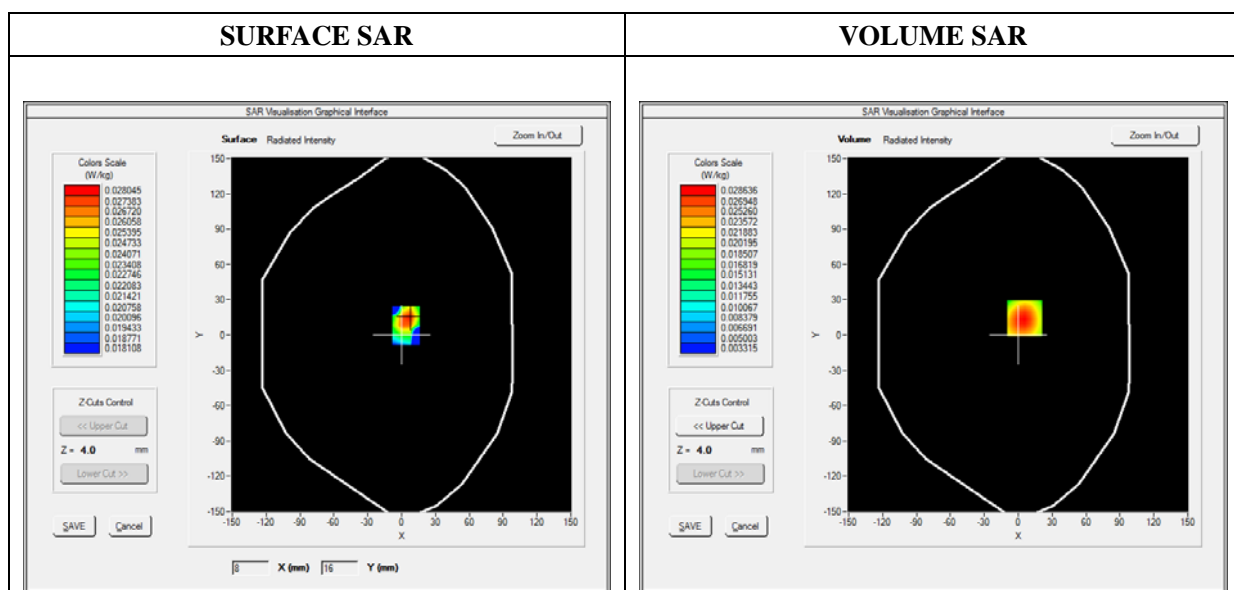 SURFACE SAR
VOLUME SAR
SAR Visualisation Graphical Interface
Surface Radiated Intensity
Zoom In/Out
Colors Scale
(W/kg)
0.028045
0.027383
0.026720
0.026058
0.025395
0.024733
0.024071
0.023408
0.022746
0.022083
0.021421
0.020758
0.020096
0.019433
0.018771
0.018108
Z-Cuts Control
<< Upper Cut
Z = 4.0 mm
Lower Cut >>
SAVE Cancel
150
120
90
60
30
0
-30
-60
-90
-120
-150
Y
-150 -120 -90 -60 -30 0 30 60 90 120 150
X
8 X (mm) 16 Y (mm)
SAR Visualisation Graphical Interface
Volume Radiated Intensity
Zoom In/Out
Colors Scale
(W/kg)
0.028636
0.026948
0.025260
0.023572
0.021883
0.020195
0.018507
0.016819
0.015131
0.013443
0.011755
0.010067
0.008379
0.006691
0.005003
0.003315
Z-Cuts Control
<< Upper Cut
Z = 4.0 mm
Lower Cut >>
SAVE Cancel
150
120
90
60
30
0
-30
-60
-90
-120
-150
Y
-150 -120 -90 -60 -30 0 30 60 90 120 150
X